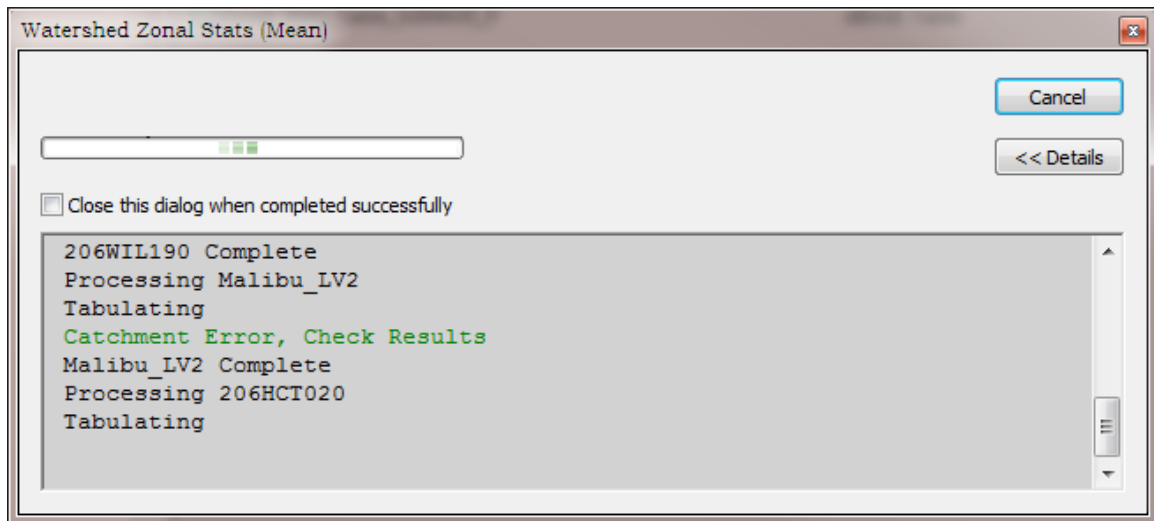 Watershed Zonal Stats (Mean)
Cancel
<< Details
Close this dialog when completed successfully
206WIL190 Complete
Processing Malibu_LV2
Tabulating
Catchment Error, Check Results
Malibu_LV2 Complete
Processing 206HCT020
Tabulating